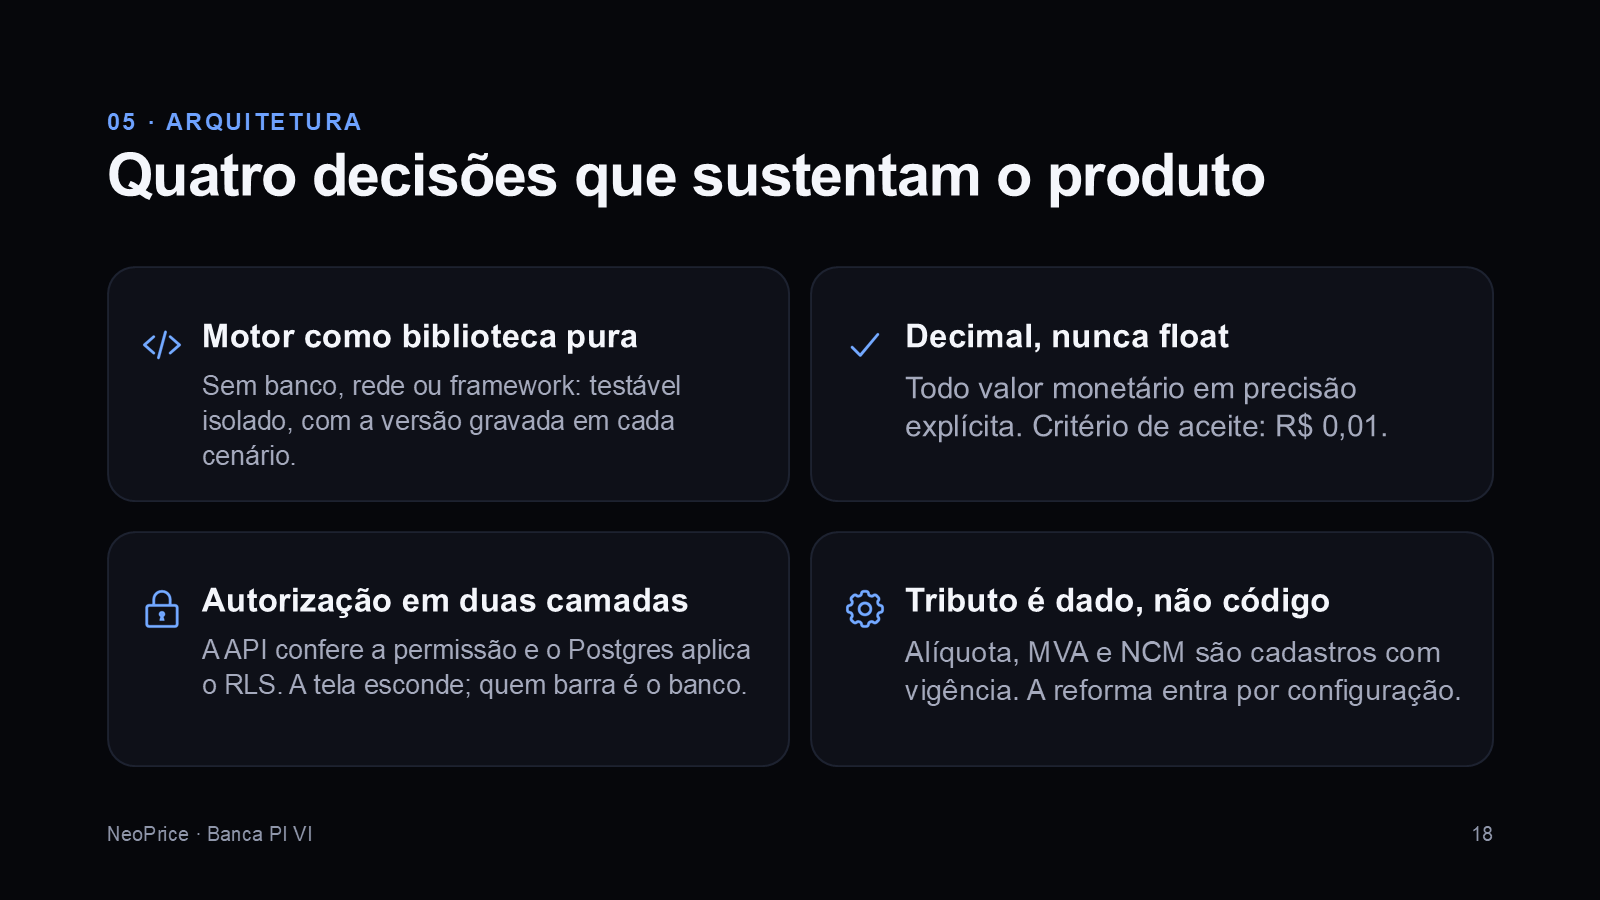 05 · ARQUITETURA
Quatro decisões que sustentam o produto
Motor como biblioteca pura
Sem banco, rede ou framework: testável
isolado, com a versão gravada em cada
cenário.
Decimal, nunca float
Todo valor monetário em precisão
explícita. Critério de aceite: R$ 0,01.
Autorização em duas camadas
A API confere a permissão e o Postgres aplica
o RLS. A tela esconde; quem barra é o banco.
Tributo é dado, não código
Alíquota, MVA e NCM são cadastros com
vigência. A reforma entra por configuração.
NeoPrice · Banca PI VI
18